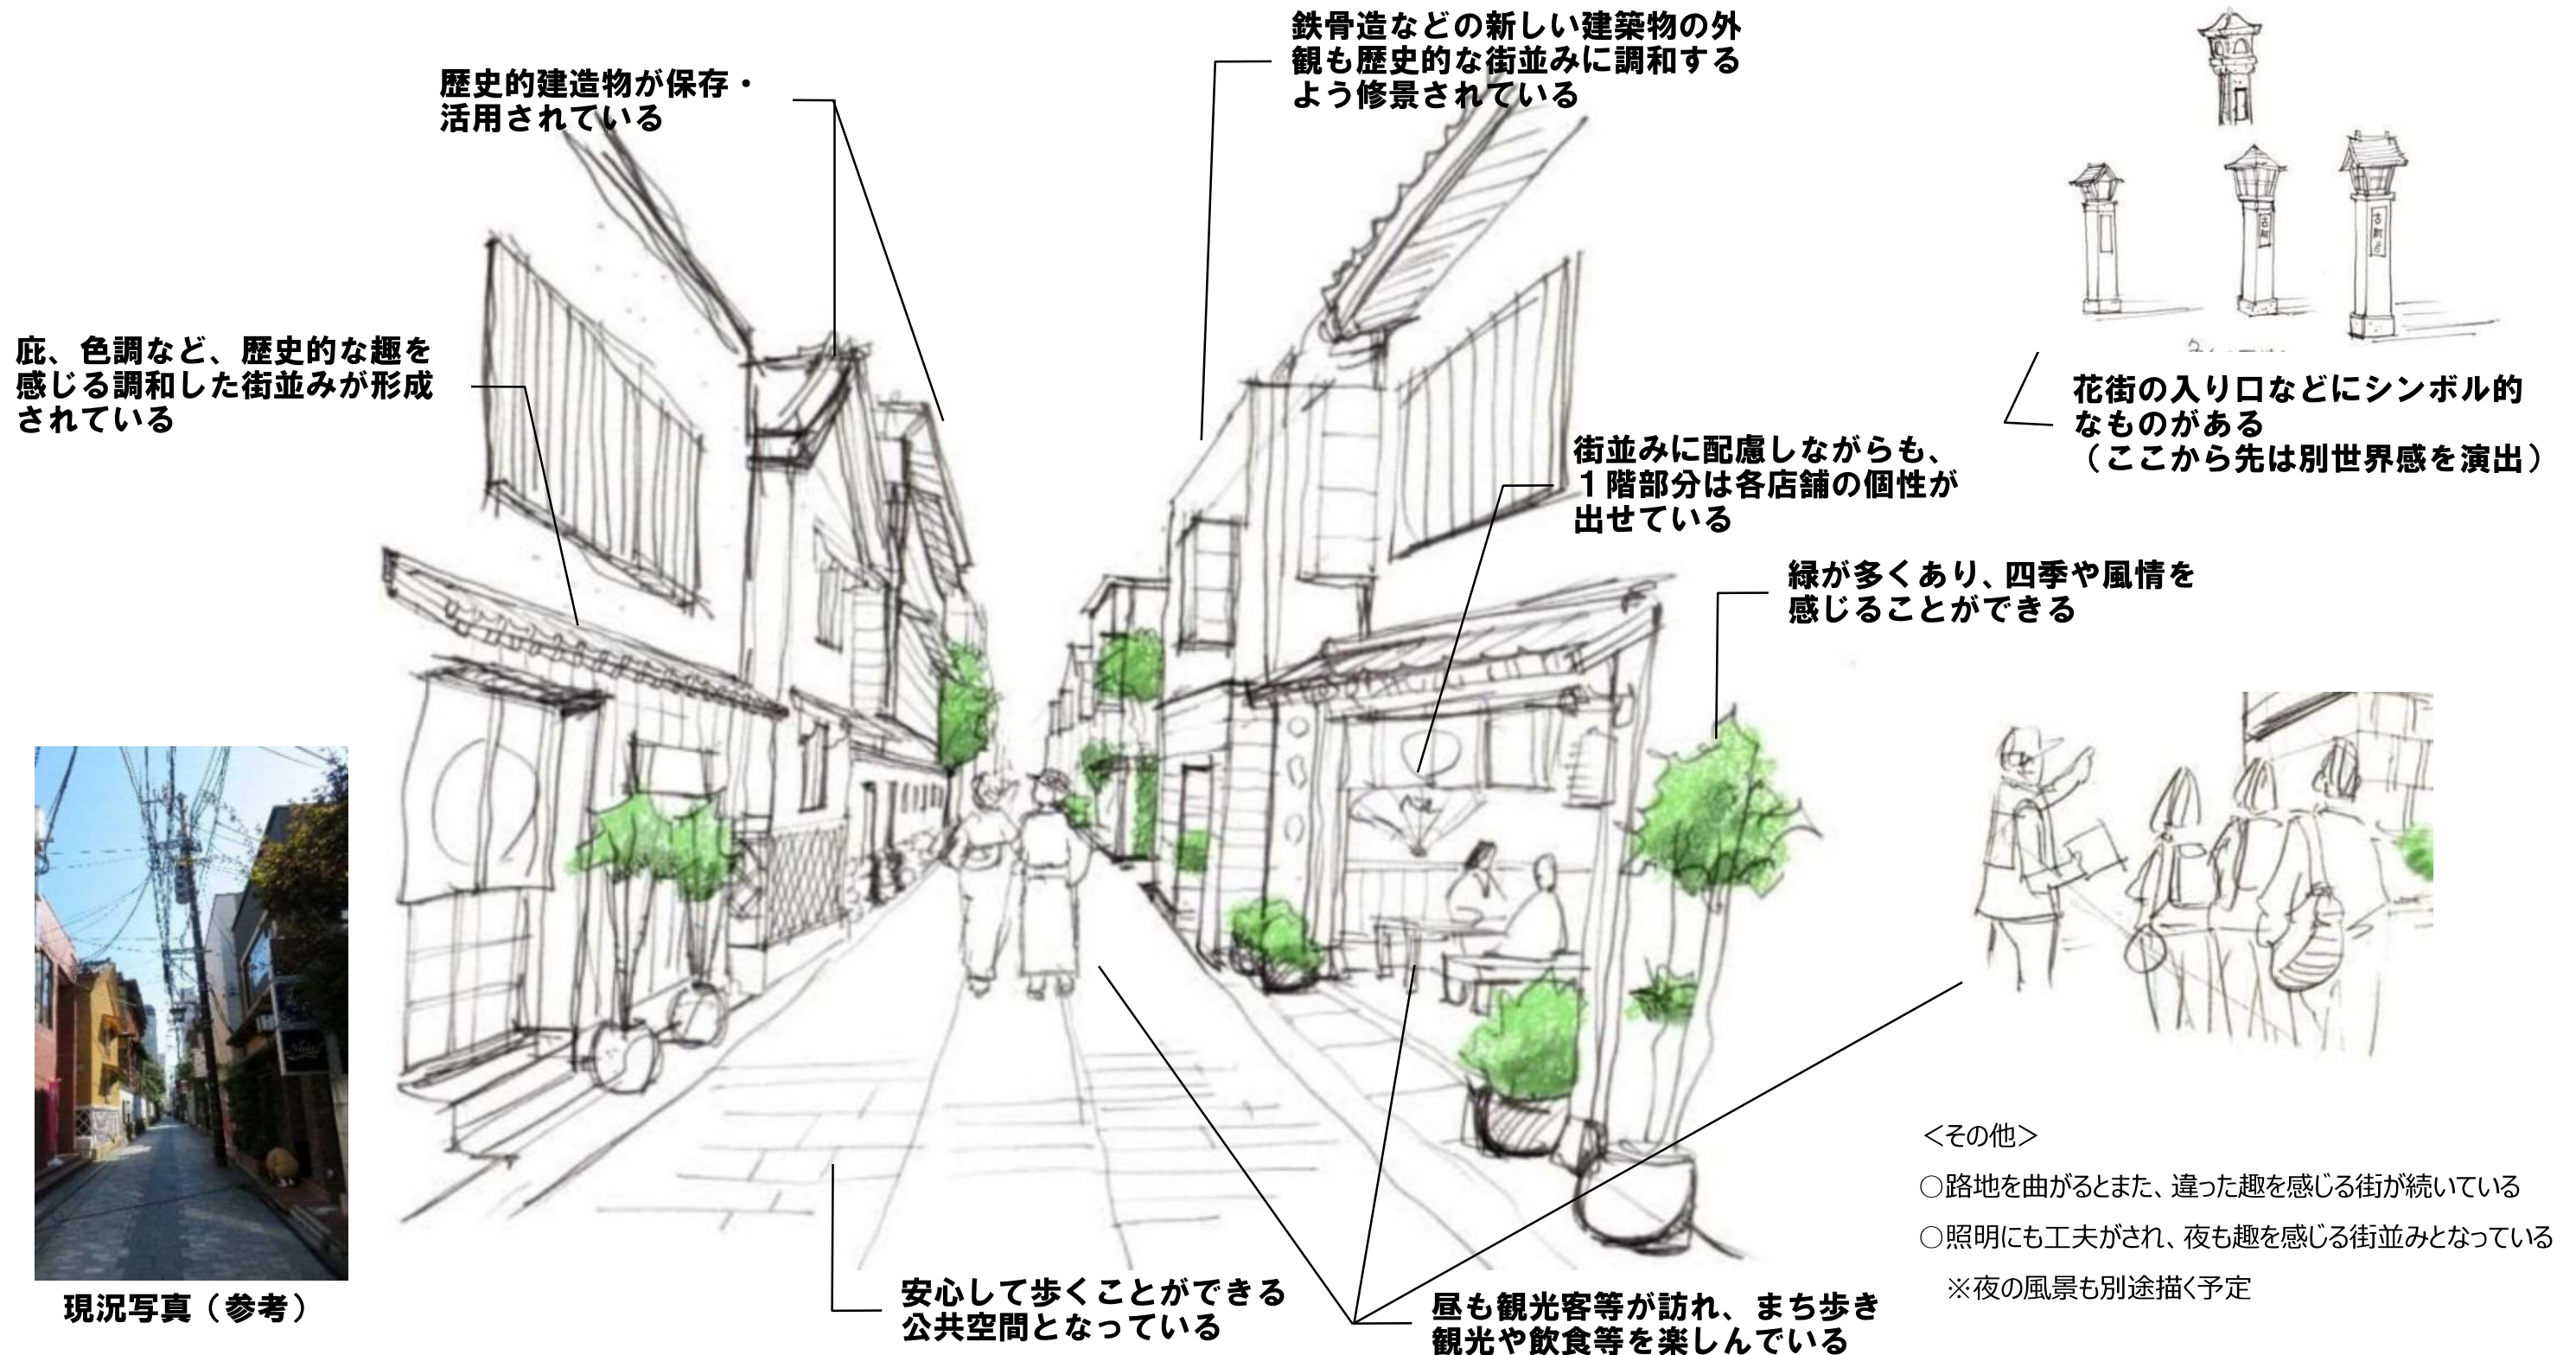 歴史的建造物が保存・
活用されている
鉄骨造などの新しい建築物の外
観も歴史的な街並みに調和する
よう修景されている
庇、色調など、歴史的な趣を
感じる調和した街並みが形成
されている
古町
花街の入り口などにシンボル的
なものがある
（ここから先は別世界感を演出）
街並みに配慮しながらも、
１階部分は各店舗の個性が
出せている
緑が多くあり、四季や風情を
感じることができる
現況写真（参考）
安心して歩くことができる
公共空間となっている
昼も観光客等が訪れ、まち歩き
観光や飲食等を楽しんでいる
＜その他＞
○路地を曲がるとまた、違った趣を感じる街が続いている
○照明にも工夫がされ、夜も趣を感じる街並みとなっている
※夜の風景も別途描く予定